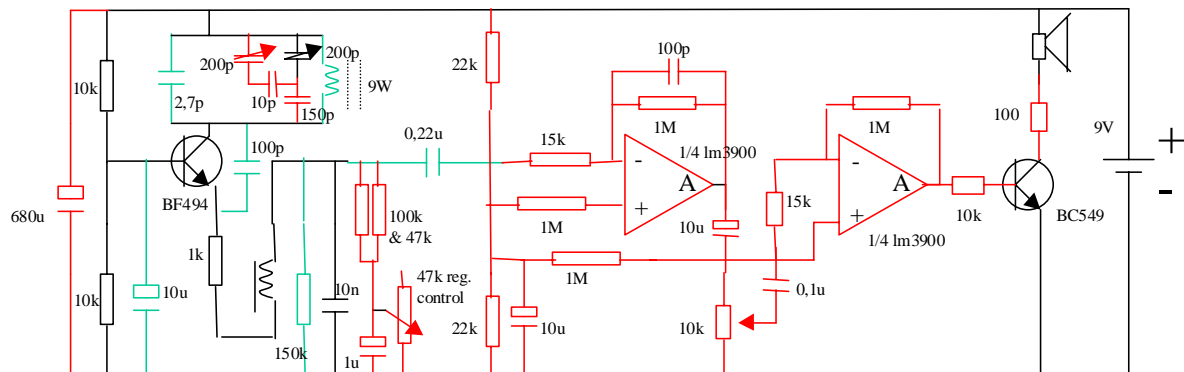 10k
2,7p
200p
10p
200p
150p
9W
100p
BF494
680u
10k
10u
1k
150k
10n
100k
& 47k
47k reg.
control
1u
0,22u
22k
15k
1M
1M
22k
10u
100p
1M
-
+
A
1/4 lm3900
10u
10k
15k
0,1u
1M
-
+
A
1/4 lm3900
10k
100
BC549
9V
+
-